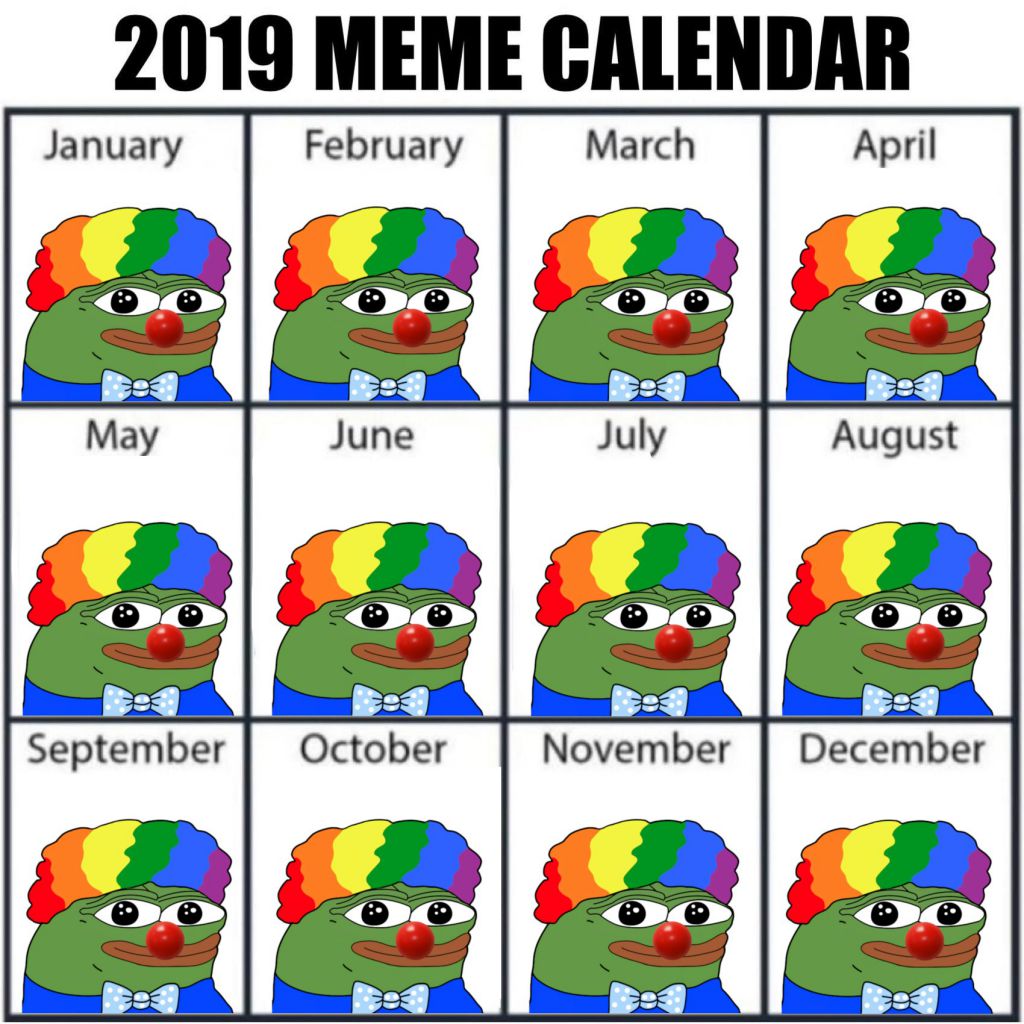 2019 MEME CALENDAR
January February March April
May June July August
September October November December